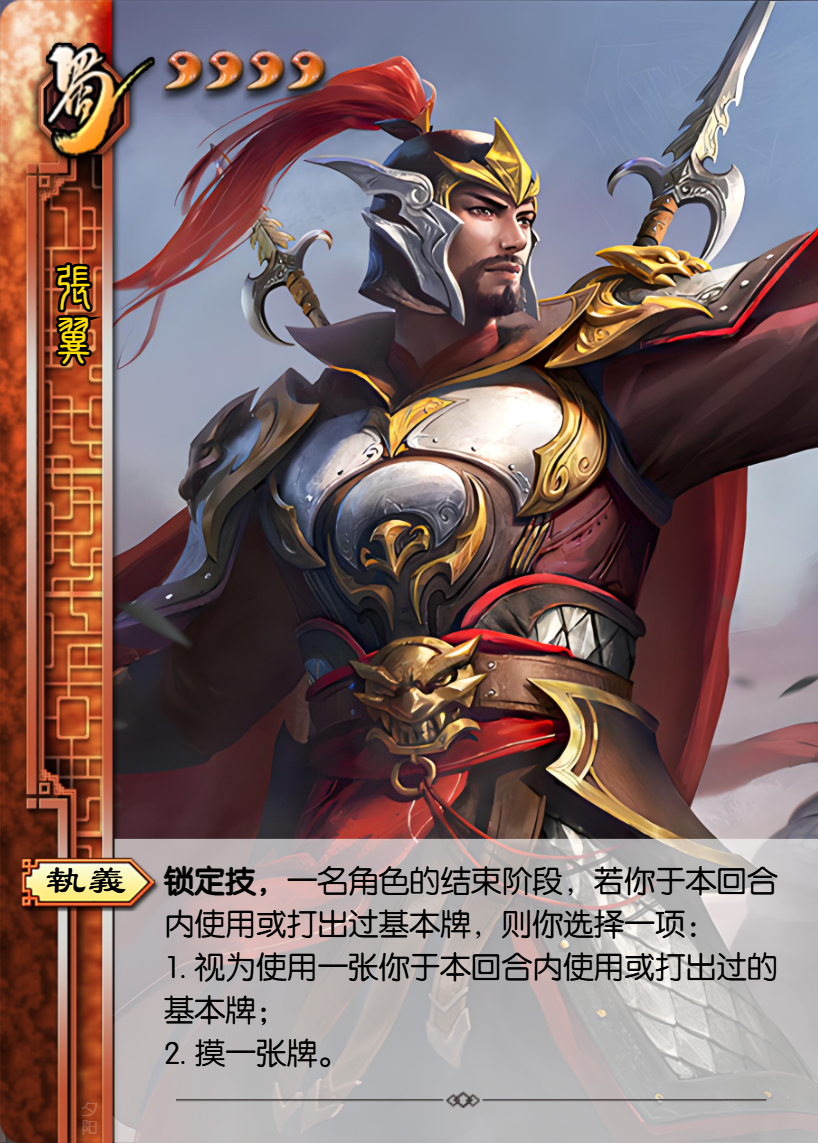 蜀
張翼
執義
锁定技，一名角色的结束阶段，若你于本回合
内使用或打出过基本牌，则你选择一项：
1. 视为使用一张你于本回合内使用或打出过的
基本牌；
2. 摸一张牌。
夕阳